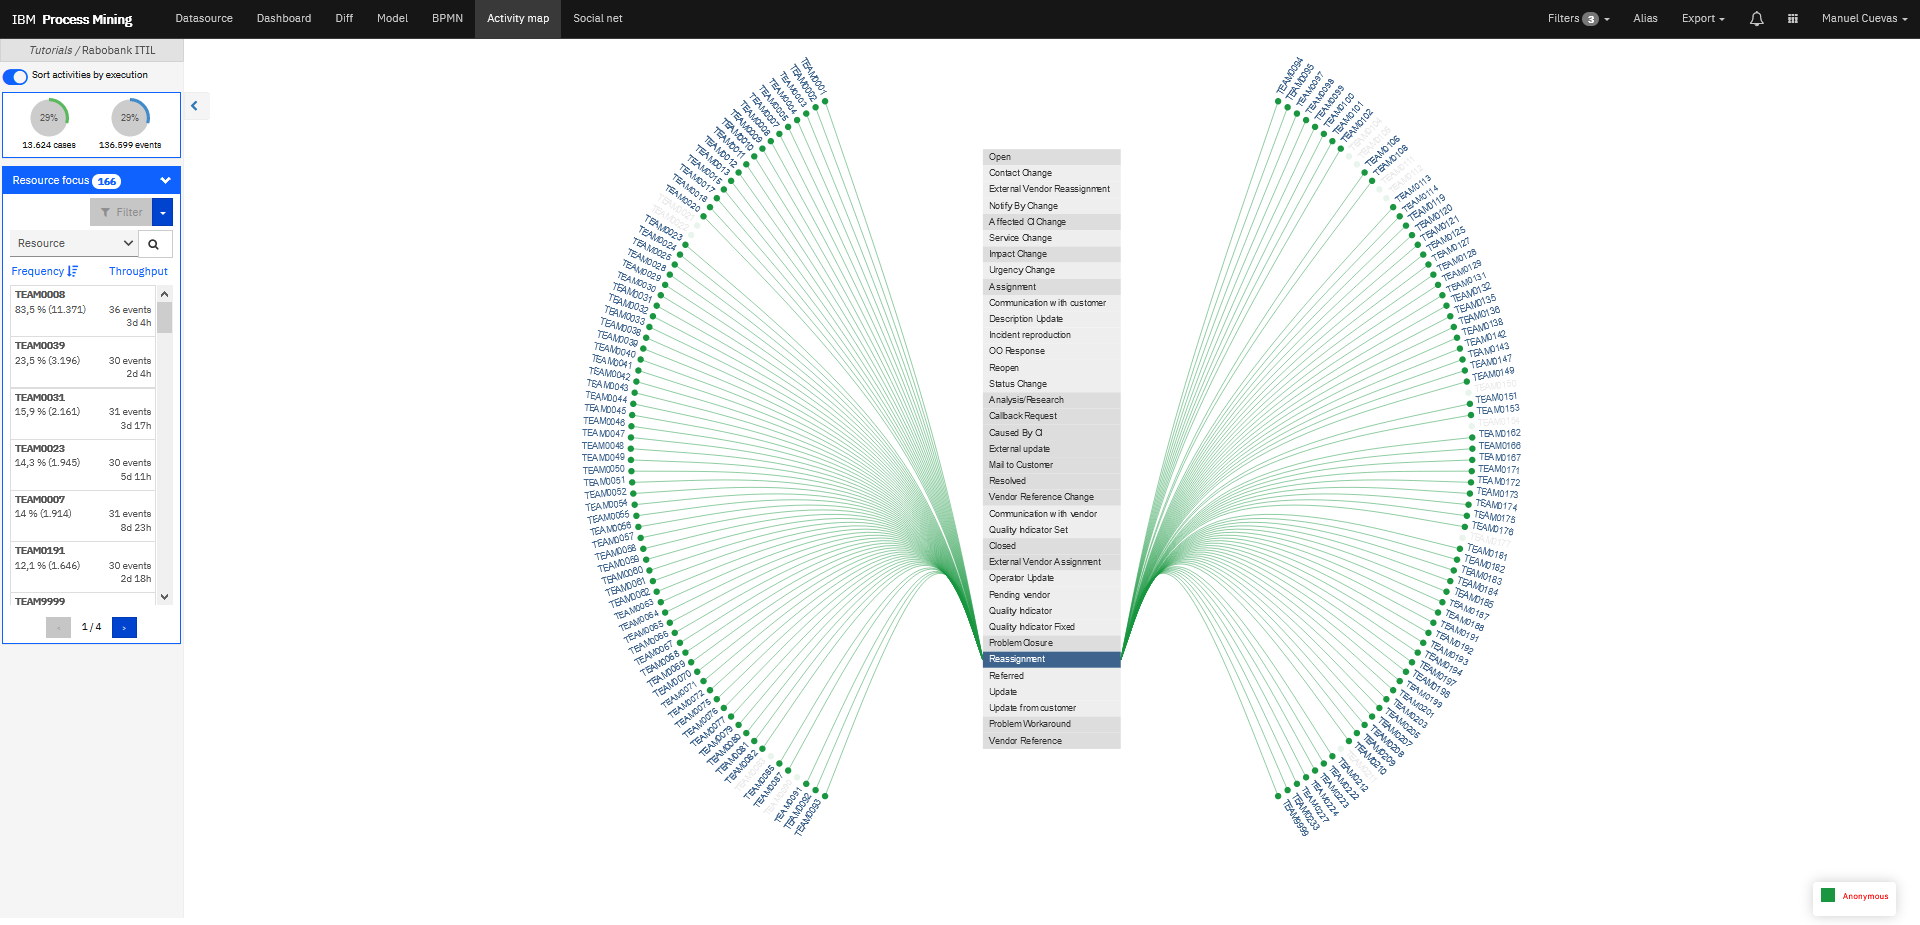 IBM Process Mining
Datasource
Dashboard
Diff
Model
BPMN
Activity map
Social net
Filters 3
Alias
Export
Manuel Cuevas
Tutorials / Rabobank ITIL
Sort activities by execution
29%
29%
13.624 cases
136.599 events
Resource focus 166
Filter
Resource
Frequency
Throughput
TEAM0008
83,5 % (11.371) 36 events
3d 4h
TEAM0039
23,5 % (3.196) 30 events
2d 4h
TEAM0031
15,9 % (2.161) 31 events
3d 17h
TEAM0023
14,3 % (1.945) 30 events
5d 11h
TEAM0007
14 % (1.914) 31 events
8d 23h
TEAM0191
12,1 % (1.646) 30 events
2d 18h
TEAM9999
1 / 4
TEAM0001
TEAM0002
TEAM0003
TEAM0004
TEAM0005
TEAM0007
TEAM0008
TEAM0009
TEAM0010
TEAM0011
TEAM0012
TEAM0013
TEAM0015
TEAM0017
TEAM0018
TEAM0020
TEAM0023
TEAM0024
TEAM0025
TEAM0028
TEAM0029
TEAM0030
TEAM0031
TEAM0032
TEAM0033
TEAM0038
TEAM0039
TEAM0040
TEAM0041
TEAM0042
TEAM0043
TEAM0044
TEAM0045
TEAM0046
TEAM0047
TEAM0048
TEAM0049
TEAM0050
TEAM0051
TEAM0052
TEAM0054
TEAM0055
TEAM0056
TEAM0057
TEAM0058
TEAM0059
TEAM0060
TEAM0061
TEAM0062
TEAM0063
TEAM0064
TEAM0065
TEAM0066
TEAM0067
TEAM0068
TEAM0069
TEAM0070
TEAM0071
TEAM0072
TEAM0075
TEAM0076
TEAM0077
TEAM0079
TEAM0080
TEAM0081
TEAM0082
TEAM0085
TEAM0087
TEAM0091
TEAM0092
TEAM0093
Open
Contact Change
External Vendor Reassignment
Notify By Change
Affected CI Change
Service Change
Impact Change
Urgency Change
Assignment
Communication with customer
Description Update
Incident reproduction
OO Response
Reopen
Status Change
Analysis/Research
Callback Request
Caused By CI
External update
Mail to Customer
Resolved
Vendor Reference Change
Communication with vendor
Quality Indicator Set
Closed
External Vendor Assignment
Operator Update
Pending vendor
Quality Indicator
Quality Indicator Fixed
Problem Closure
Reassignment
Referred
Update
Update from customer
Problem Workaround
Vendor Reference
TEAM0094
TEAM0095
TEAM0097
TEAM0098
TEAM0099
TEAM0100
TEAM0101
TEAM0102
TEAM0106
TEAM0108
TEAM0113
TEAM0114
TEAM0119
TEAM0120
TEAM0121
TEAM0125
TEAM0127
TEAM0128
TEAM0129
TEAM0131
TEAM0132
TEAM0135
TEAM0136
TEAM0138
TEAM0142
TEAM0143
TEAM0147
TEAM0149
TEAM0151
TEAM0153
TEAM0162
TEAM0166
TEAM0167
TEAM0171
TEAM0172
TEAM0173
TEAM0174
TEAM0175
TEAM0176
TEAM0181
TEAM0182
TEAM0183
TEAM0184
TEAM0185
TEAM0187
TEAM0188
TEAM0191
TEAM0192
TEAM0193
TEAM0194
TEAM0197
TEAM0198
TEAM0199
TEAM0201
TEAM0203
TEAM0205
TEAM0207
TEAM0208
TEAM0209
TEAM0210
TEAM0212
TEAM0222
TEAM0223
TEAM0224
TEAM0227
TEAM0233
TEAM9999
Anonymous